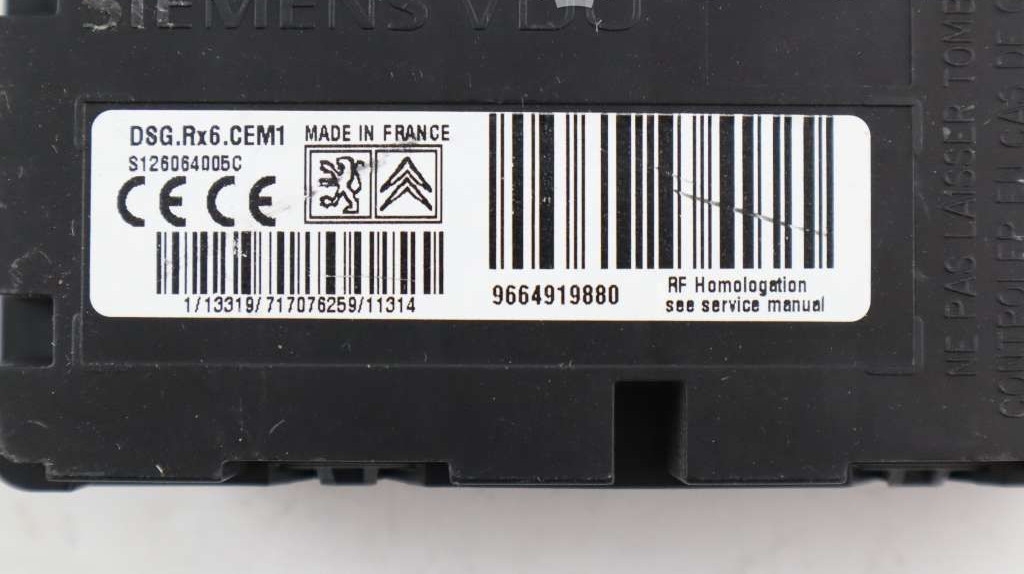 SIEMENS VDO
DSG.Rx6.CEM1
MADE IN FRANCE
S126064005C
CE CE
1/13319/717076259/11314
9664919880
RF Homologation
see service manual
NE PAS LAISSER TOMB
CONTROLER EN CAS DE C